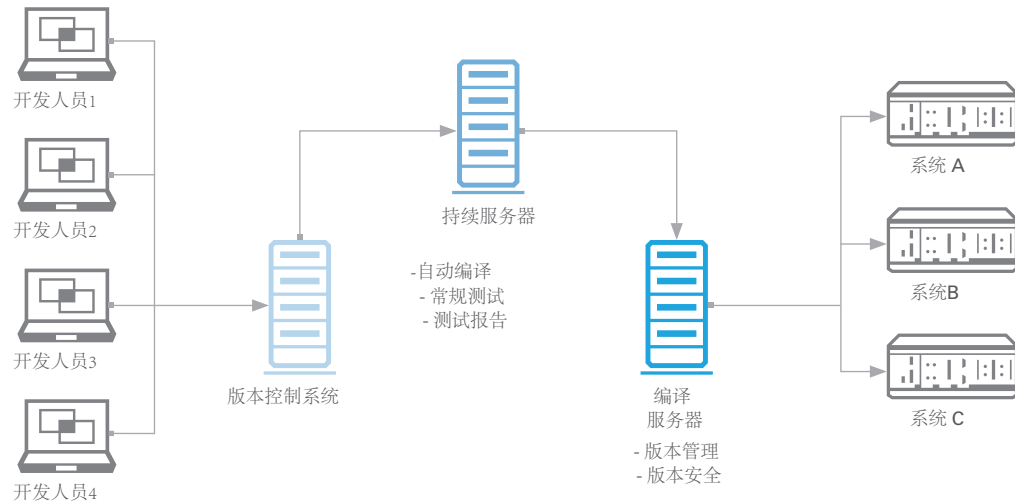 开发人员1
开发人员2
开发人员3
开发人员4
版本控制系统
持续服务器
-自动编译
- 常规测试
- 测试报告
编译
服务器
- 版本管理
- 版本安全
系统 A
系统B
系统 C